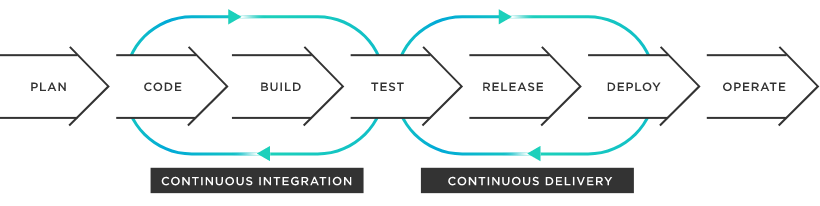 PLAN
CODE
BUILD
TEST
RELEASE
DEPLOY
OPERATE
CONTINUOUS INTEGRATION
CONTINUOUS DELIVERY